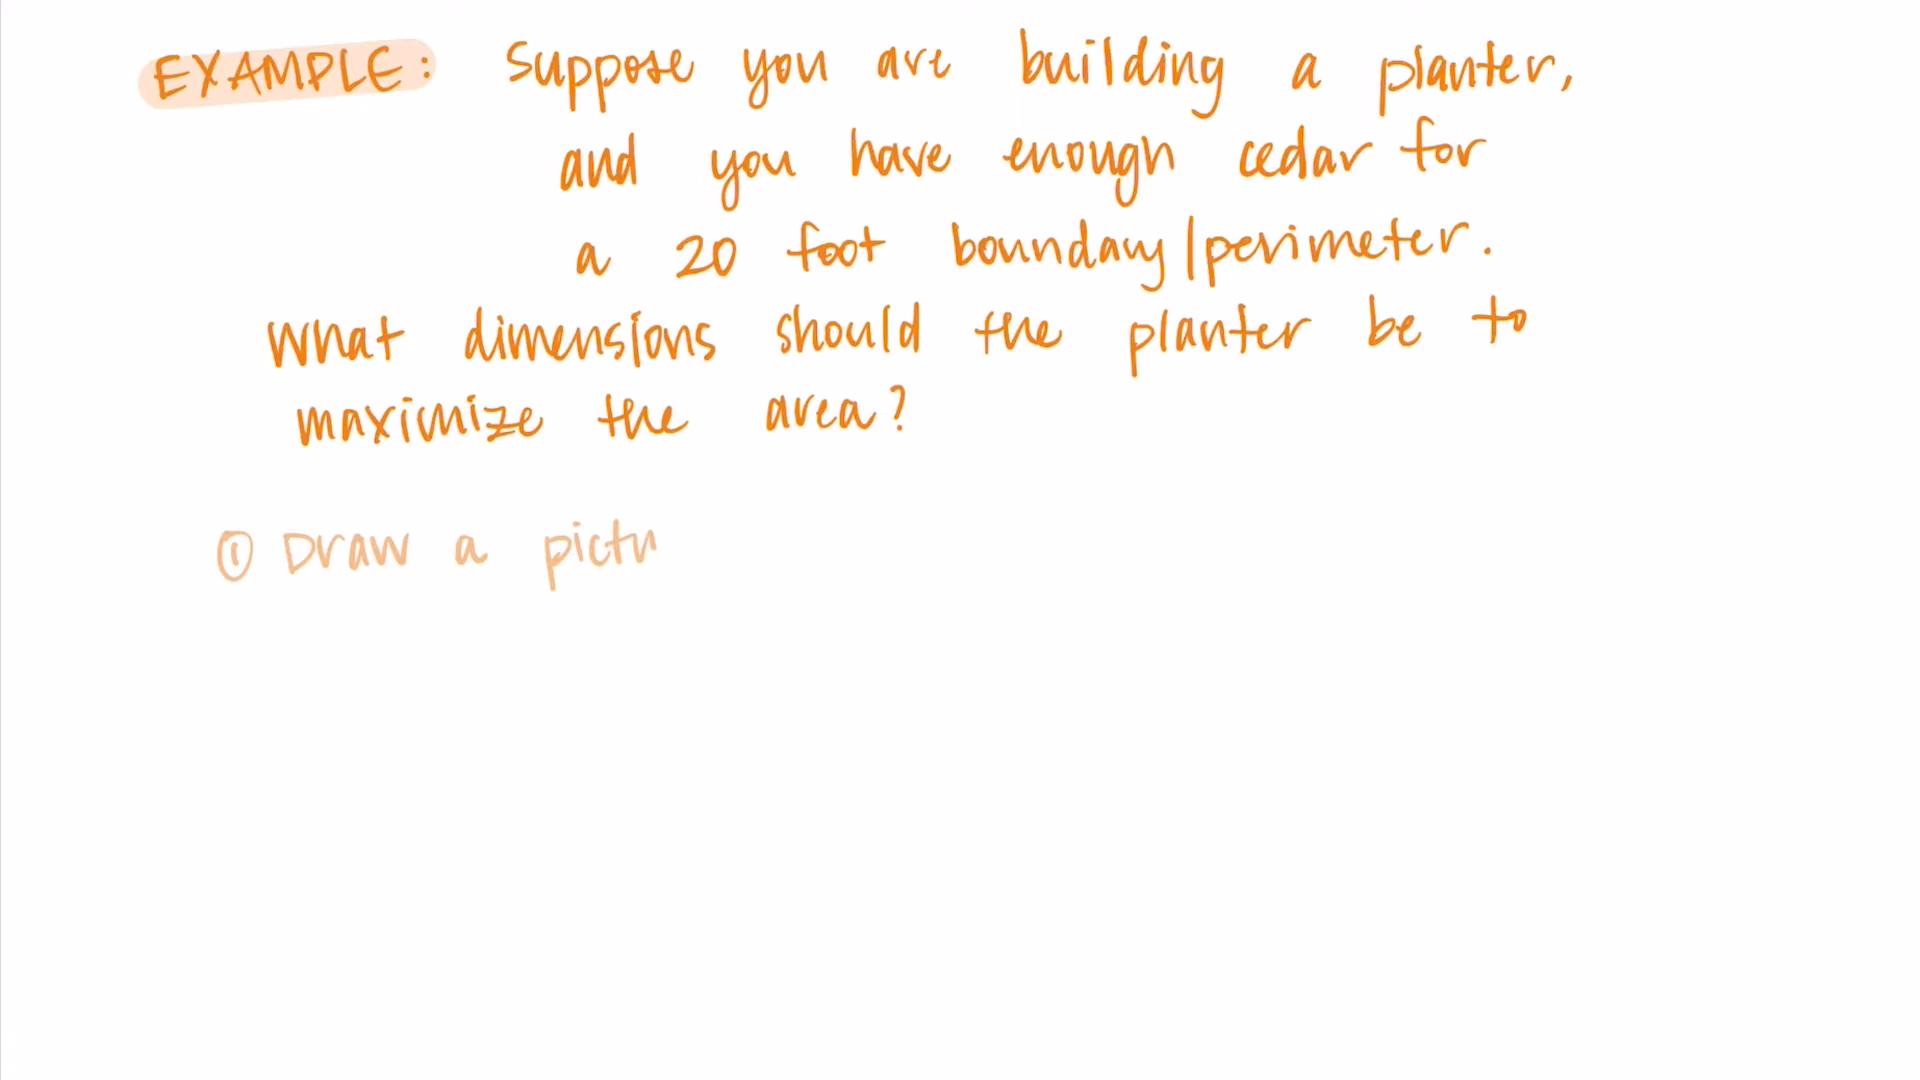 EXAMPLE: Suppose you are building a planter,
and you have enough cedar for
a 20 foot boundary/perimeter.
What dimensions should the planter be to
maximize the area?
① Draw a pictu